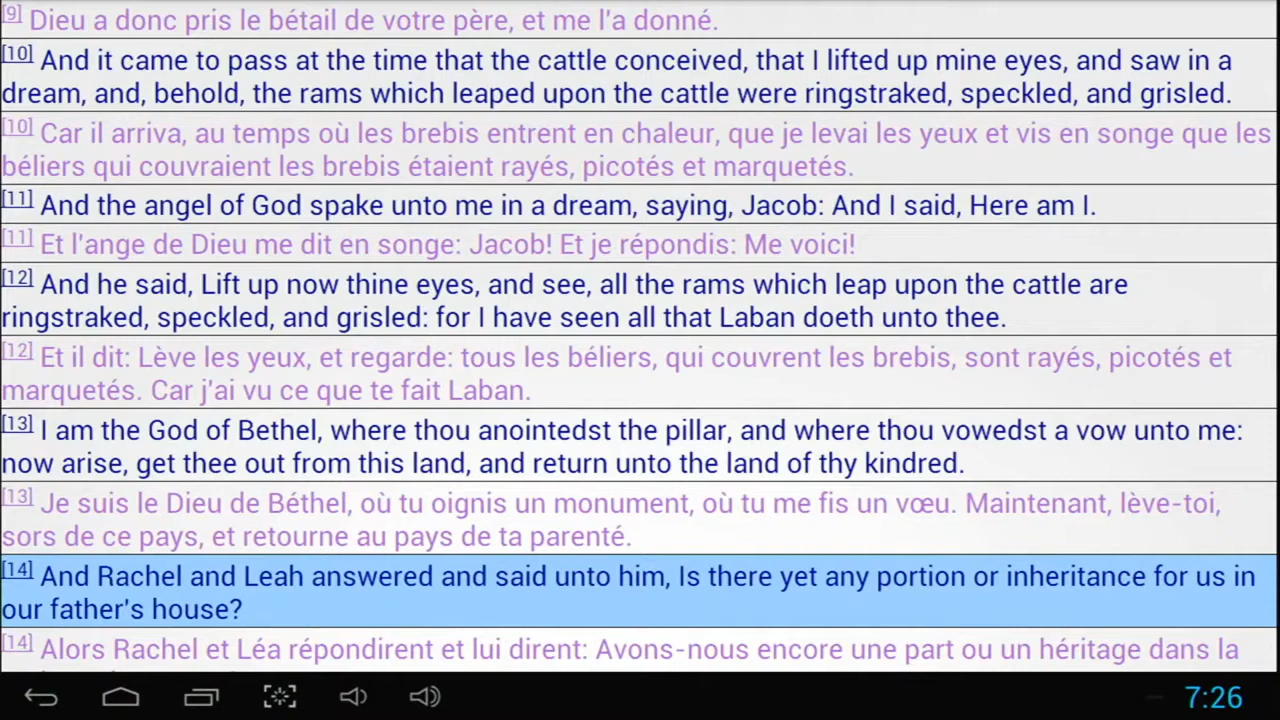 [9] Dieu a donc pris le bétail de votre père, et me l'a donné.
[10] And it came to pass at the time that the cattle conceived, that I lifted up mine eyes, and saw in a
dream, and, behold, the rams which leaped upon the cattle were ringstraked, speckled, and grisled.
[10] Car il arriva, au temps où les brebis entrent en chaleur, que je levai les yeux et vis en songe que les
béliers qui couvraient les brebis étaient rayés, picotés et marquetés.
[11] And the angel of God spake unto me in a dream, saying, Jacob: And I said, Here am I.
[11] Et l'ange de Dieu me dit en songe: Jacob! Et je répondis: Me voici!
[12] And he said, Lift up now thine eyes, and see, all the rams which leap upon the cattle are
ringstraked, speckled, and grisled: for I have seen all that Laban doeth unto thee.
[12] Et il dit: Lève les yeux, et regarde: tous les béliers, qui couvrent les brebis, sont rayés, picotés et
marquetés. Car j'ai vu ce que te fait Laban.
[13] I am the God of Bethel, where thou anointedst the pillar, and where thou vowedst a vow unto me:
now arise, get thee out from this land, and return unto the land of thy kindred.
[13] Je suis le Dieu de Béthel, où tu oignis un monument, où tu me fis un vœu. Maintenant, lève-toi,
sors de ce pays, et retourne au pays de ta parenté.
[14] And Rachel and Leah answered and said unto him, Is there yet any portion or inheritance for us in
our father's house?
[14] Alors Rachel et Léa répondirent et lui dirent: Avons-nous encore une part ou un héritage dans la
7:26